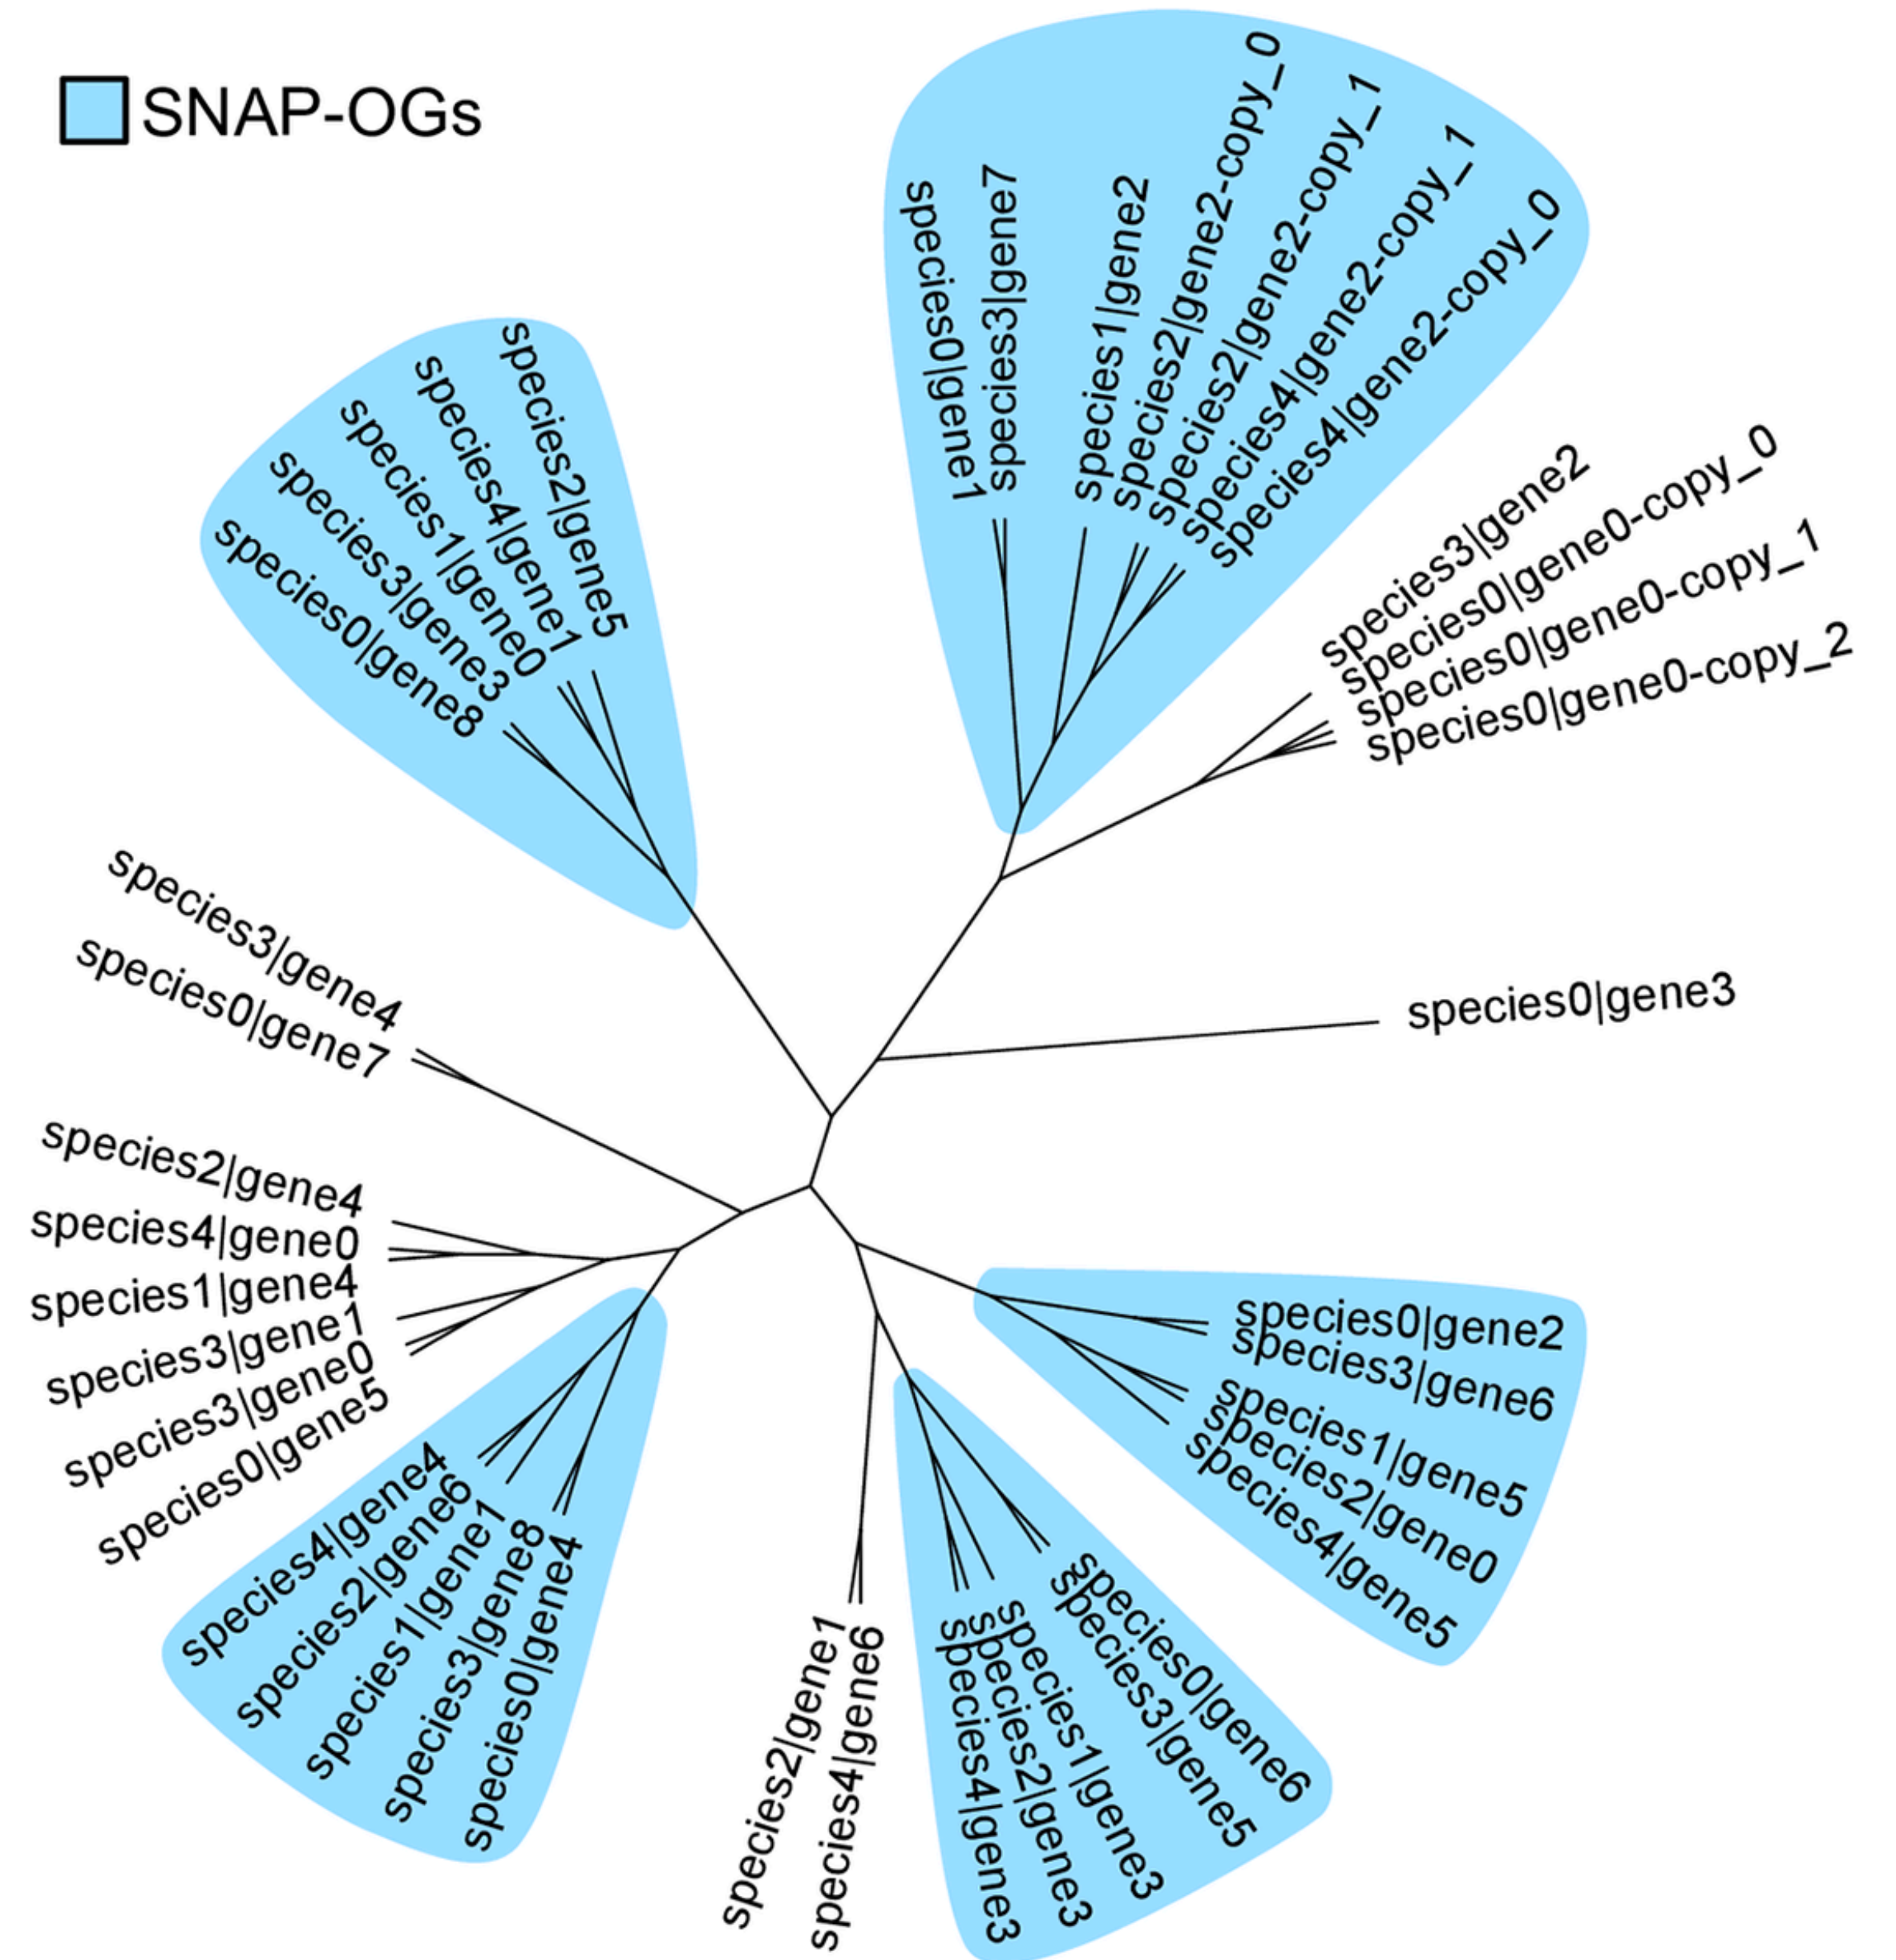 SNAP-OGs
species0|gene1
species3|gene7
species1|gene2
species2|gene2-copy_0
species2|gene2-copy_1
species4|gene2-copy_1
species4|gene2-copy_0
species3|gene2
species0|gene0-copy_0
species0|gene0-copy_1
species0|gene0-copy_2
species0|gene3
species0|gene2
species3|gene6
species1|gene5
species2|gene0
species4|gene5
species0|gene6
species3|gene5
species1|gene3
species2|gene3
species4|gene3
species4|gene6
species2|gene1
species0|gene4
species3|gene8
species1|gene1
species2|gene6
species4|gene4
species0|gene5
species3|gene0
species3|gene1
species1|gene4
species4|gene0
species2|gene4
species0|gene7
species3|gene4
species0|gene8
species3|gene3
species1|gene0
species4|gene1
species2|gene5